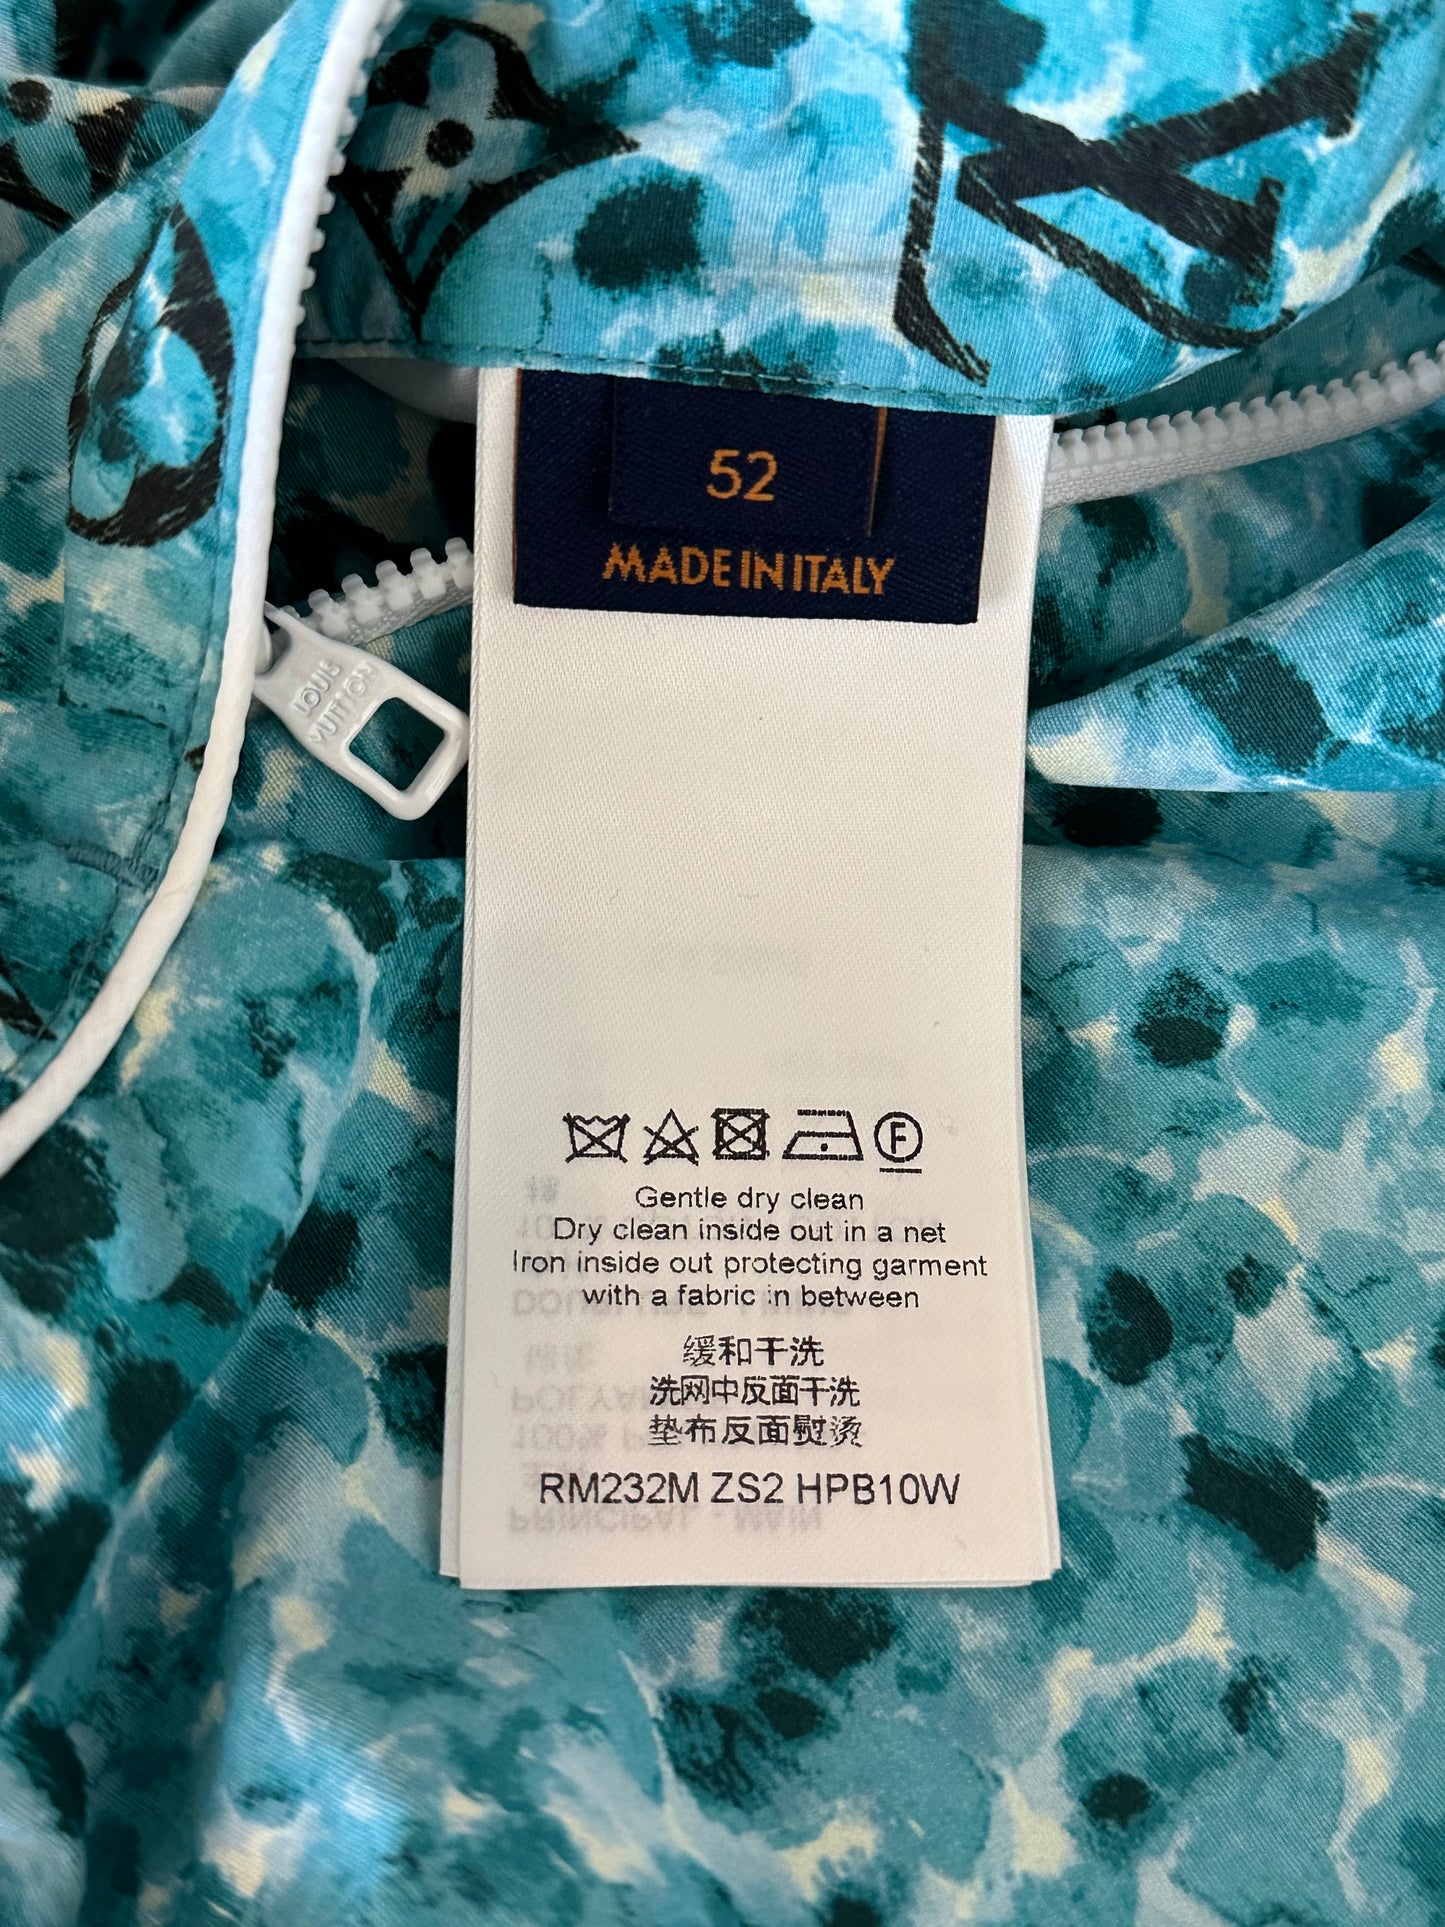 52
MADE IN ITALY
LOUIS
VUITTON
F
Gentle dry clean
Dry clean inside out in a net
Iron inside out protecting garment
with a fabric in between
缓和干洗
洗网中反面干洗
垫布反面熨烫
RM232M ZS2 HPB10W
PRINCIPAL - MAIN